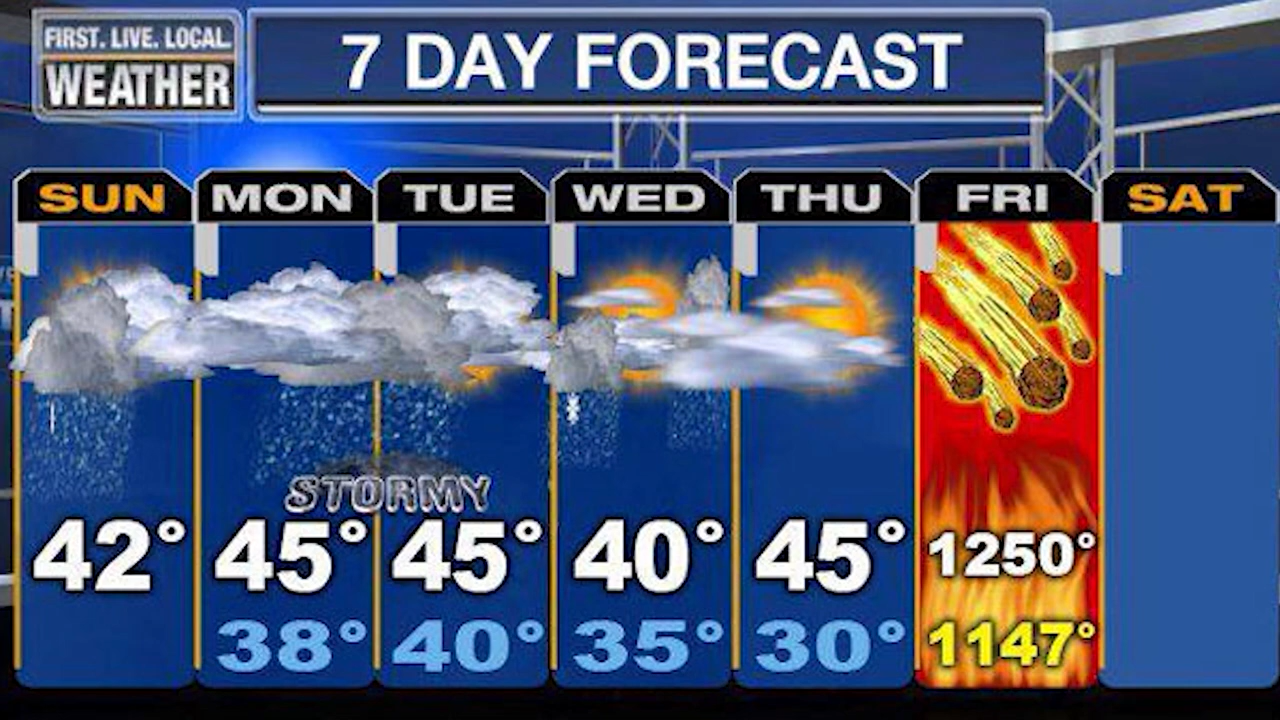 FIRST. LIVE. LOCAL.
WEATHER
7 DAY FORECAST
SUN MON TUE WED THU FRI SAT
STORMY
42° 45° 45° 40° 45° 1250°
38° 40° 35° 30° 1147°